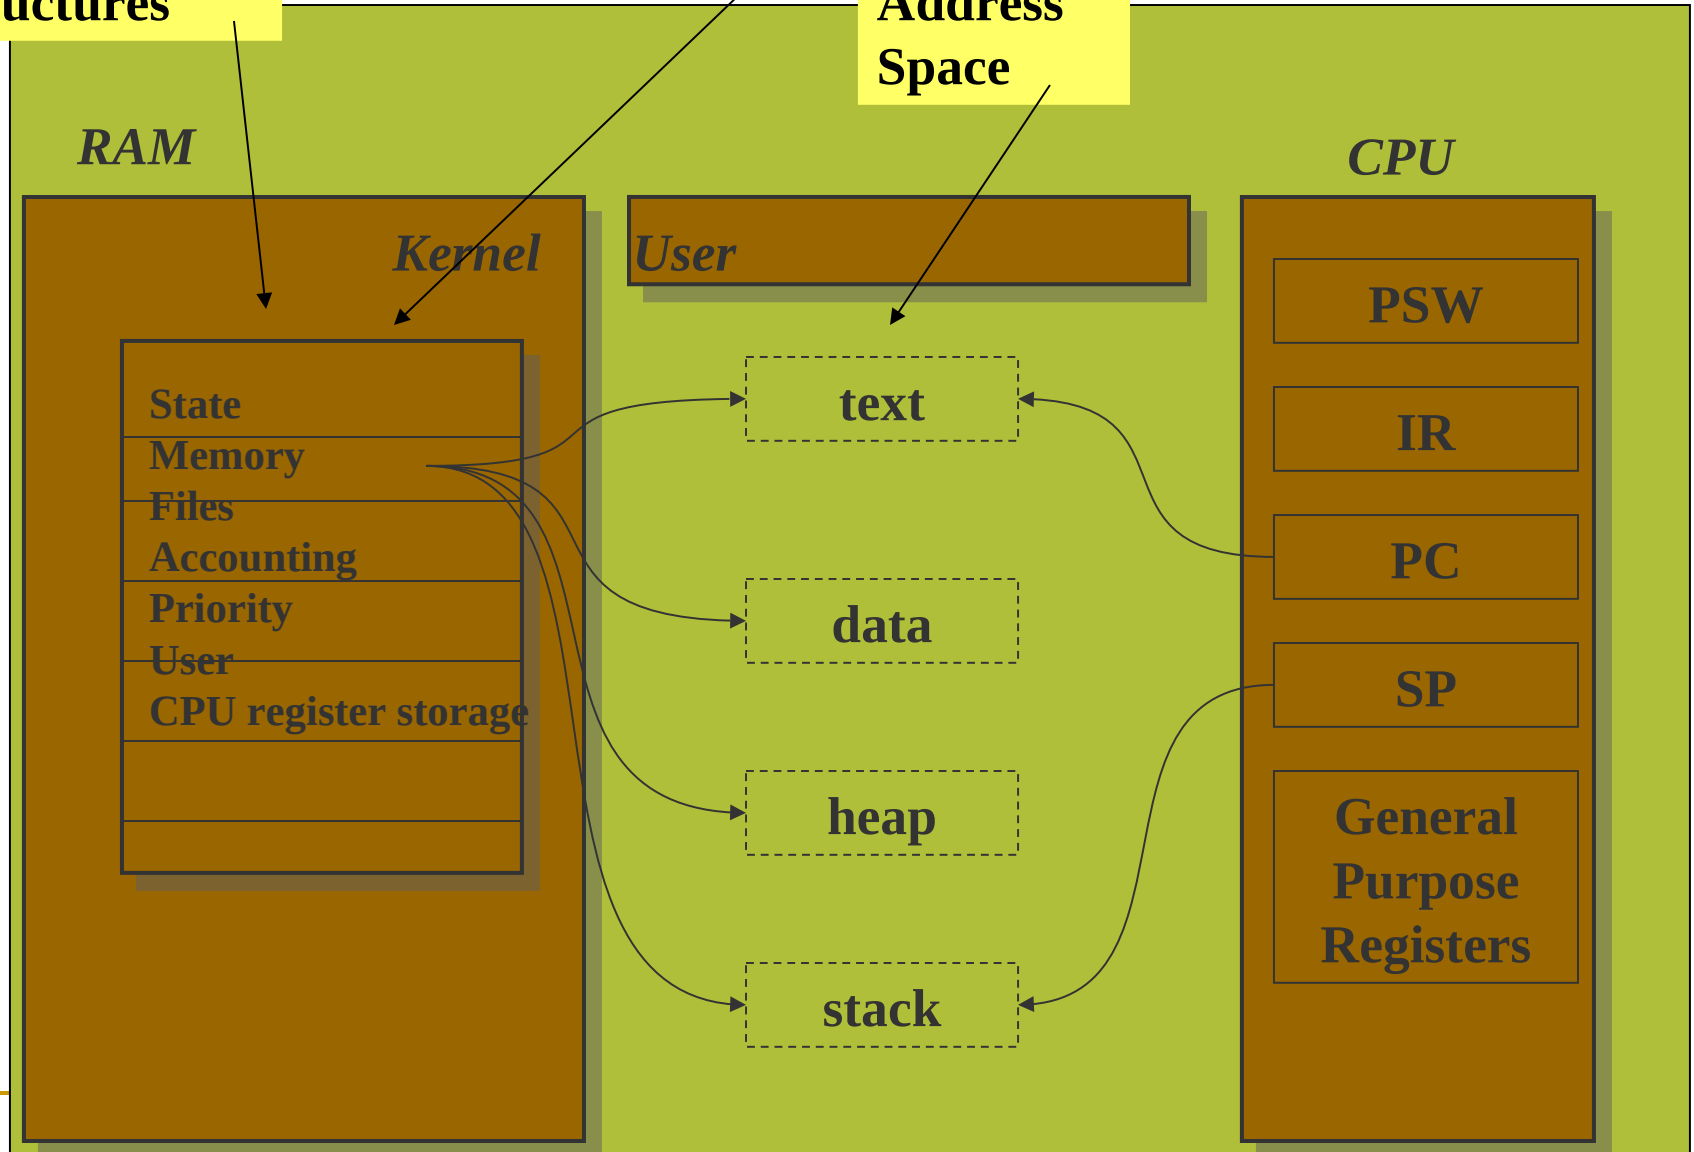 Address
Space
RAM
CPU
Kernel
User
State
Memory
Files
Accounting
Priority
User
CPU register storage
text
data
heap
stack
PSW
IR
PC
SP
General
Purpose
Registers